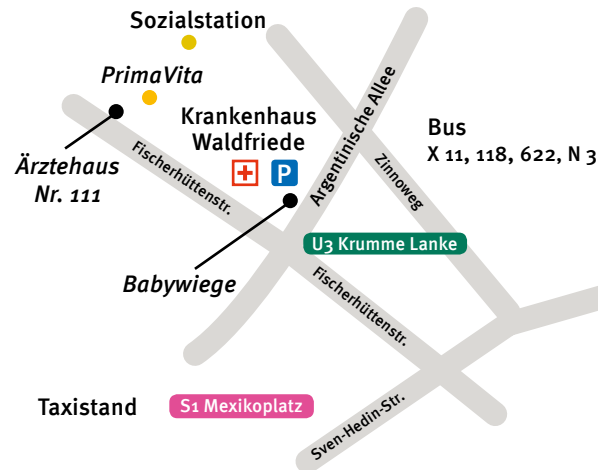 Sozialstation
PrimaVita
Krankenhaus
Waldfriede
P
Ärztehaus
Nr. 111
Fischerhüttenstr.
Argentinische Allee
Zinnoweg
Bus
X 11, 118, 622, N 3
Babywiege
U3 Krumme Lanke
Fischerhüttenstr.
Taxistand
S1 Mexikoplatz
Sven-Hedin-Str.